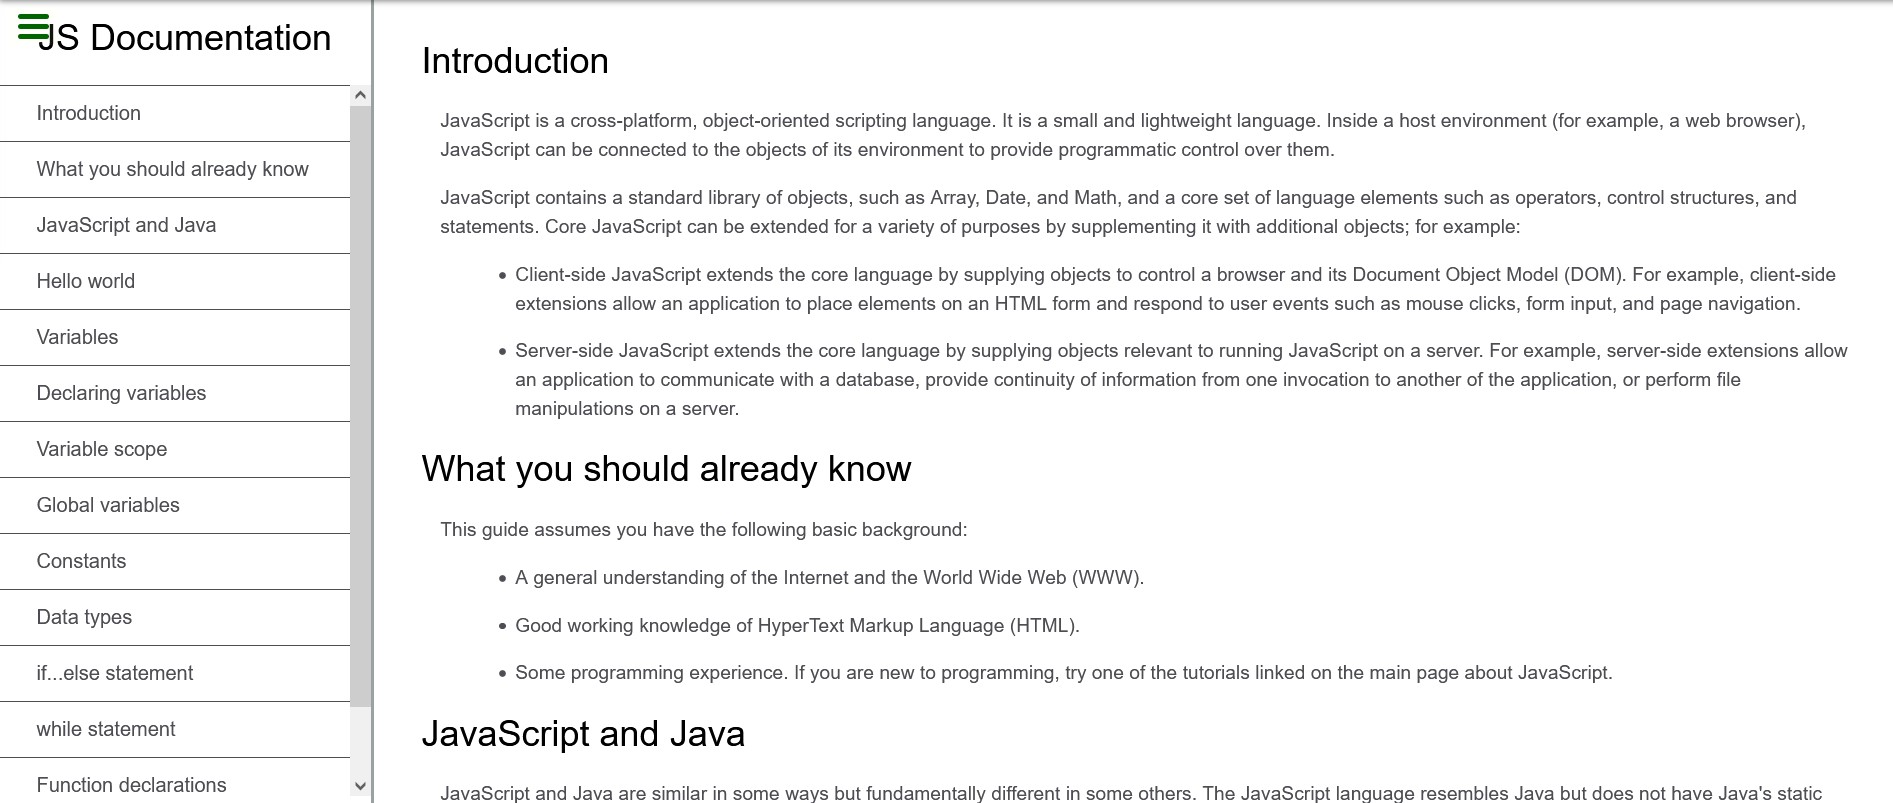 JS Documentation
Introduction
What you should already know
JavaScript and Java
Hello world
Variables
Declaring variables
Variable scope
Global variables
Constants
Data types
if...else statement
while statement
Function declarations
Introduction
JavaScript is a cross-platform, object-oriented scripting language. It is a small and lightweight language. Inside a host environment (for example, a web browser),
JavaScript can be connected to the objects of its environment to provide programmatic control over them.
JavaScript contains a standard library of objects, such as Array, Date, and Math, and a core set of language elements such as operators, control structures, and
statements. Core JavaScript can be extended for a variety of purposes by supplementing it with additional objects; for example:
• Client-side JavaScript extends the core language by supplying objects to control a browser and its Document Object Model (DOM). For example, client-side
extensions allow an application to place elements on an HTML form and respond to user events such as mouse clicks, form input, and page navigation.
• Server-side JavaScript extends the core language by supplying objects relevant to running JavaScript on a server. For example, server-side extensions allow
an application to communicate with a database, provide continuity of information from one invocation to another of the application, or perform file
manipulations on a server.
What you should already know
This guide assumes you have the following basic background:
• A general understanding of the Internet and the World Wide Web (WWW).
• Good working knowledge of HyperText Markup Language (HTML).
• Some programming experience. If you are new to programming, try one of the tutorials linked on the main page about JavaScript.
JavaScript and Java
JavaScript and Java are similar in some ways but fundamentally different in some others. The JavaScript language resembles Java but does not have Java's static